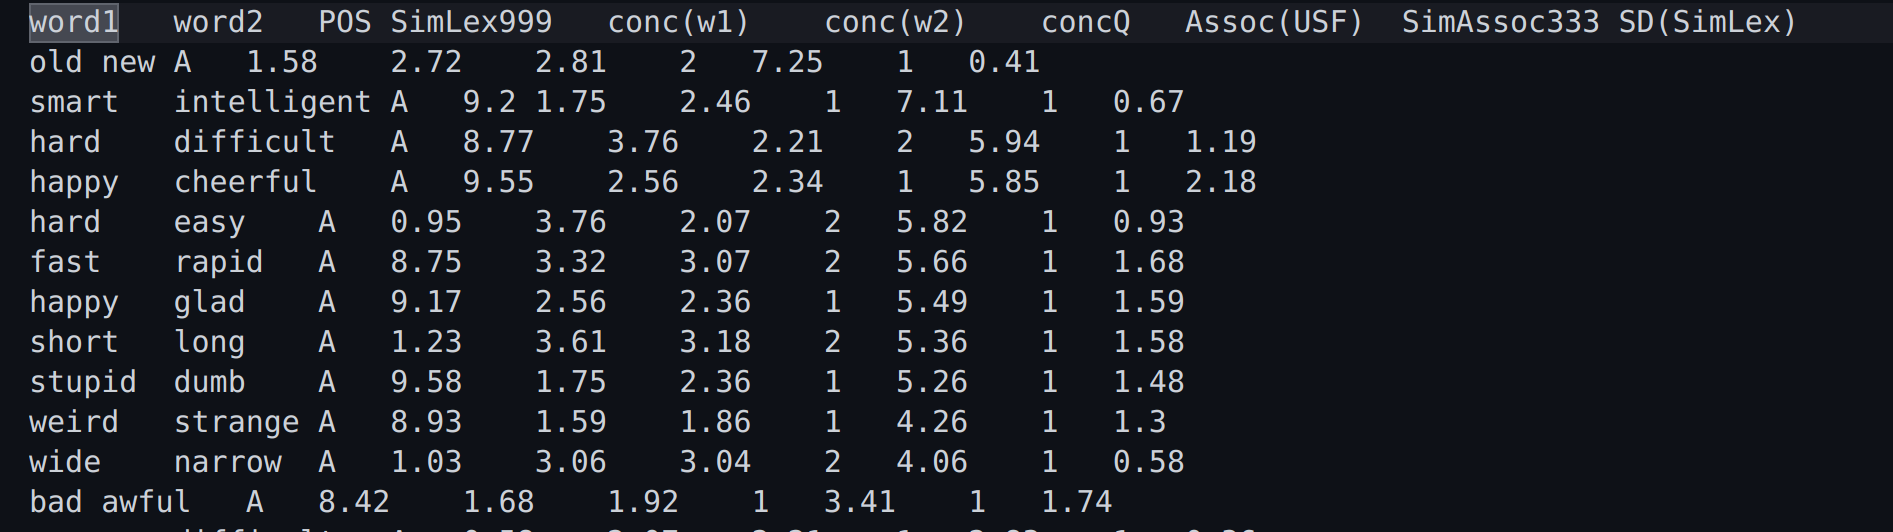 word1 word2 POS SimLex999 conc(w1) conc(w2) concQ Assoc(USF) SimAssoc333 SD(SimLex)
old new A 1.58 2.72 2.81 2 7.25 1 0.41
smart intelligent A 9.2 1.75 2.46 1 7.11 1 0.67
hard difficult A 8.77 3.76 2.21 2 5.94 1 1.19
happy cheerful A 9.55 2.56 2.34 1 5.85 1 2.18
hard easy A 0.95 3.76 2.07 2 5.82 1 0.93
fast rapid A 8.75 3.32 3.07 2 5.66 1 1.68
happy glad A 9.17 2.56 2.36 1 5.49 1 1.59
short long A 1.23 3.61 3.18 2 5.36 1 1.58
stupid dumb A 9.58 1.75 2.36 1 5.26 1 1.48
weird strange A 8.93 1.59 1.86 1 4.26 1 1.3
wide narrow A 1.03 3.06 3.04 2 4.06 1 0.58
bad awful A 8.42 1.68 1.92 1 3.41 1 1.74